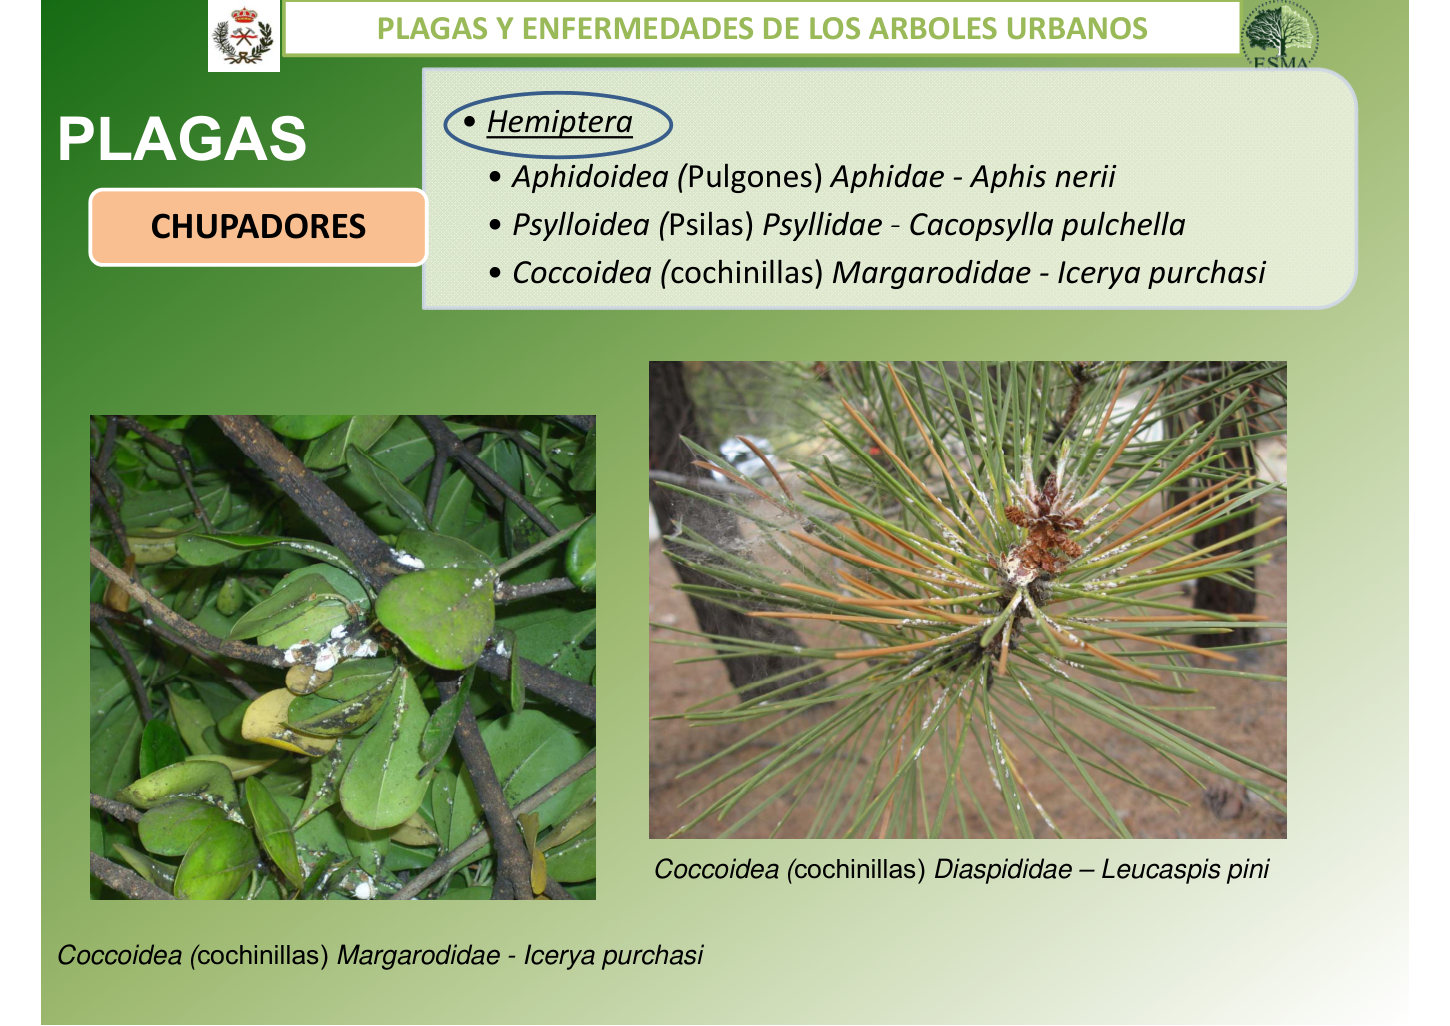 PLAGAS Y ENFERMEDADES DE LOS ARBOLES URBANOS
ESMA
PLAGAS
CHUPADORES
• Hemiptera
• Aphidoidea (Pulgones) Aphidae - Aphis nerii
• Psylloidea (Psilas) Psyllidae - Cacopsylla pulchella
• Coccoidea (cochinillas) Margarodidae - Icerya purchasi
Coccoidea (cochinillas) Diaspididae – Leucaspis pini
Coccoidea (cochinillas) Margarodidae - Icerya purchasi